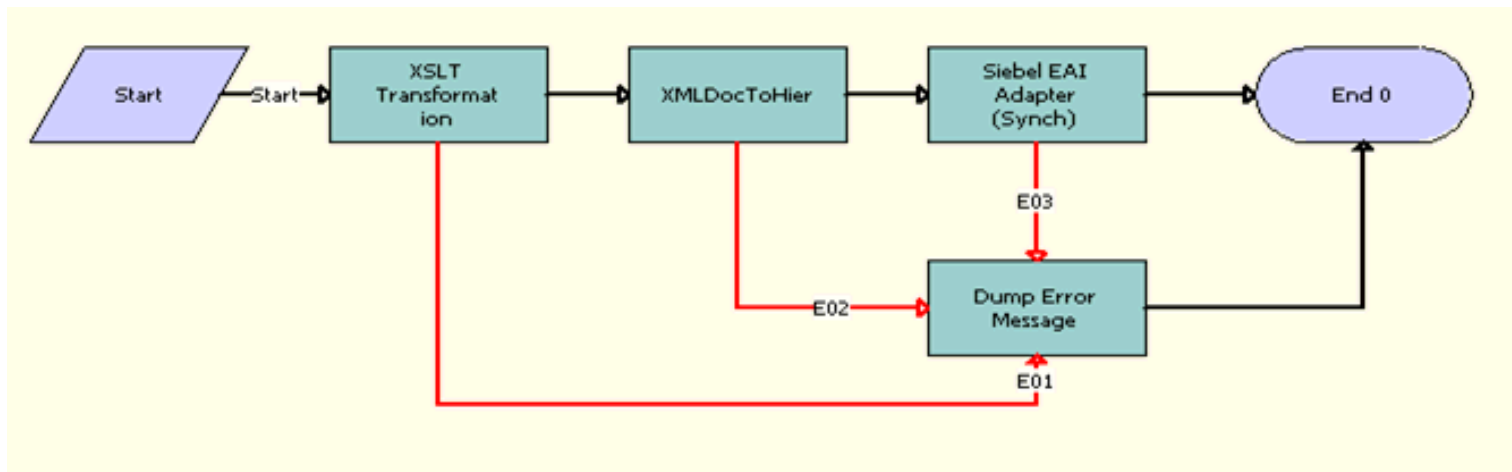 Start
Start
XSLT
Transformat
ion
XMLDocToHier
Siebel EAI
Adapter
(Synch)
End 0
E03
E02
Dump Error
Message
E01